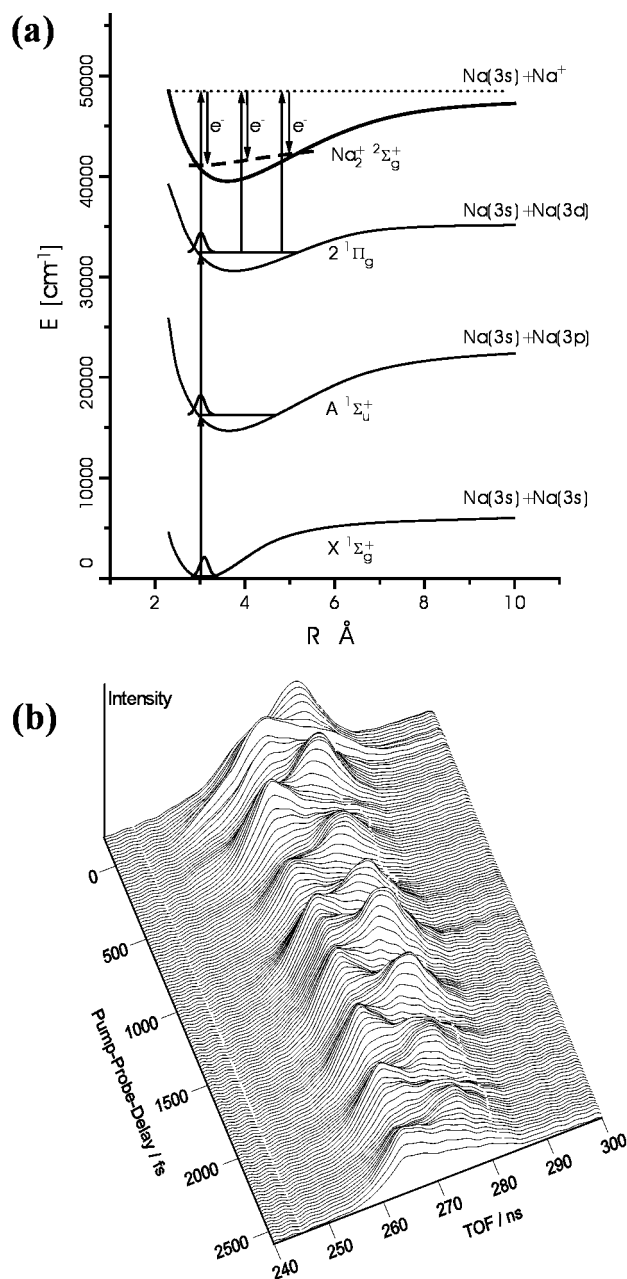 (a)
E [cm⁻¹]
50000
40000
30000
20000
10000
0
Na(3s)+Na⁺
e⁻ e⁻ e⁻
Na₂⁺ ²Σg⁺
Na(3s)+Na(3d)
2 ¹Πg
Na(3s)+Na(3p)
A ¹Σu⁺
Na(3s)+Na(3s)
X ¹Σg⁺
2 4 6 8 10
R Å
(b)
Intensity
0
500
1000
1500
2000
2500
Pump-Probe-Delay / fs
240 250 260 270 280 290 300
TOF / ns